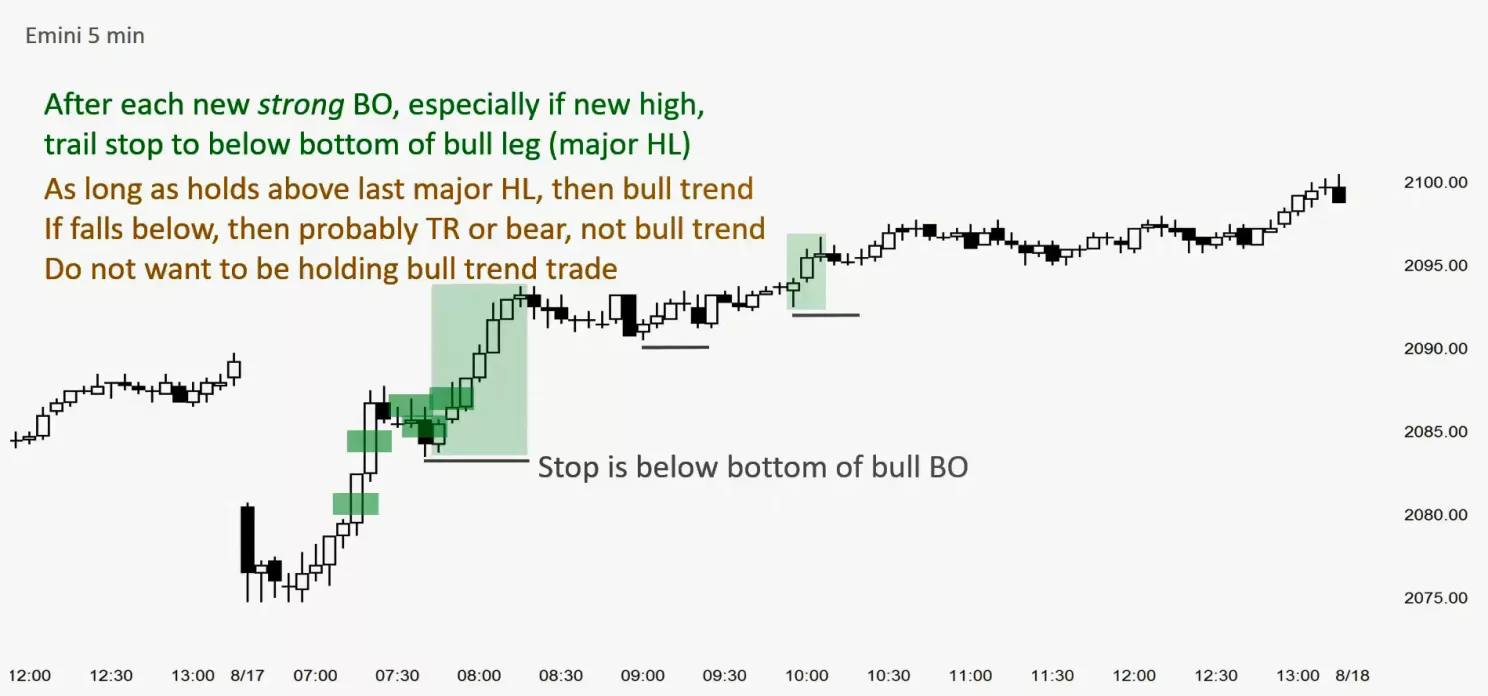 Emini 5 min
After each new strong BO, especially if new high,
trail stop to below bottom of bull leg (major HL)
As long as holds above last major HL, then bull trend
If falls below, then probably TR or bear, not bull trend
Do not want to be holding bull trend trade
Stop is below bottom of bull BO
2100.00
2095.00
2090.00
2085.00
2080.00
2075.00
12:00 12:30 13:00 8/17 07:00 07:30 08:00 08:30 09:00 09:30 10:00 10:30 11:00 11:30 12:00 12:30 13:00 8/18